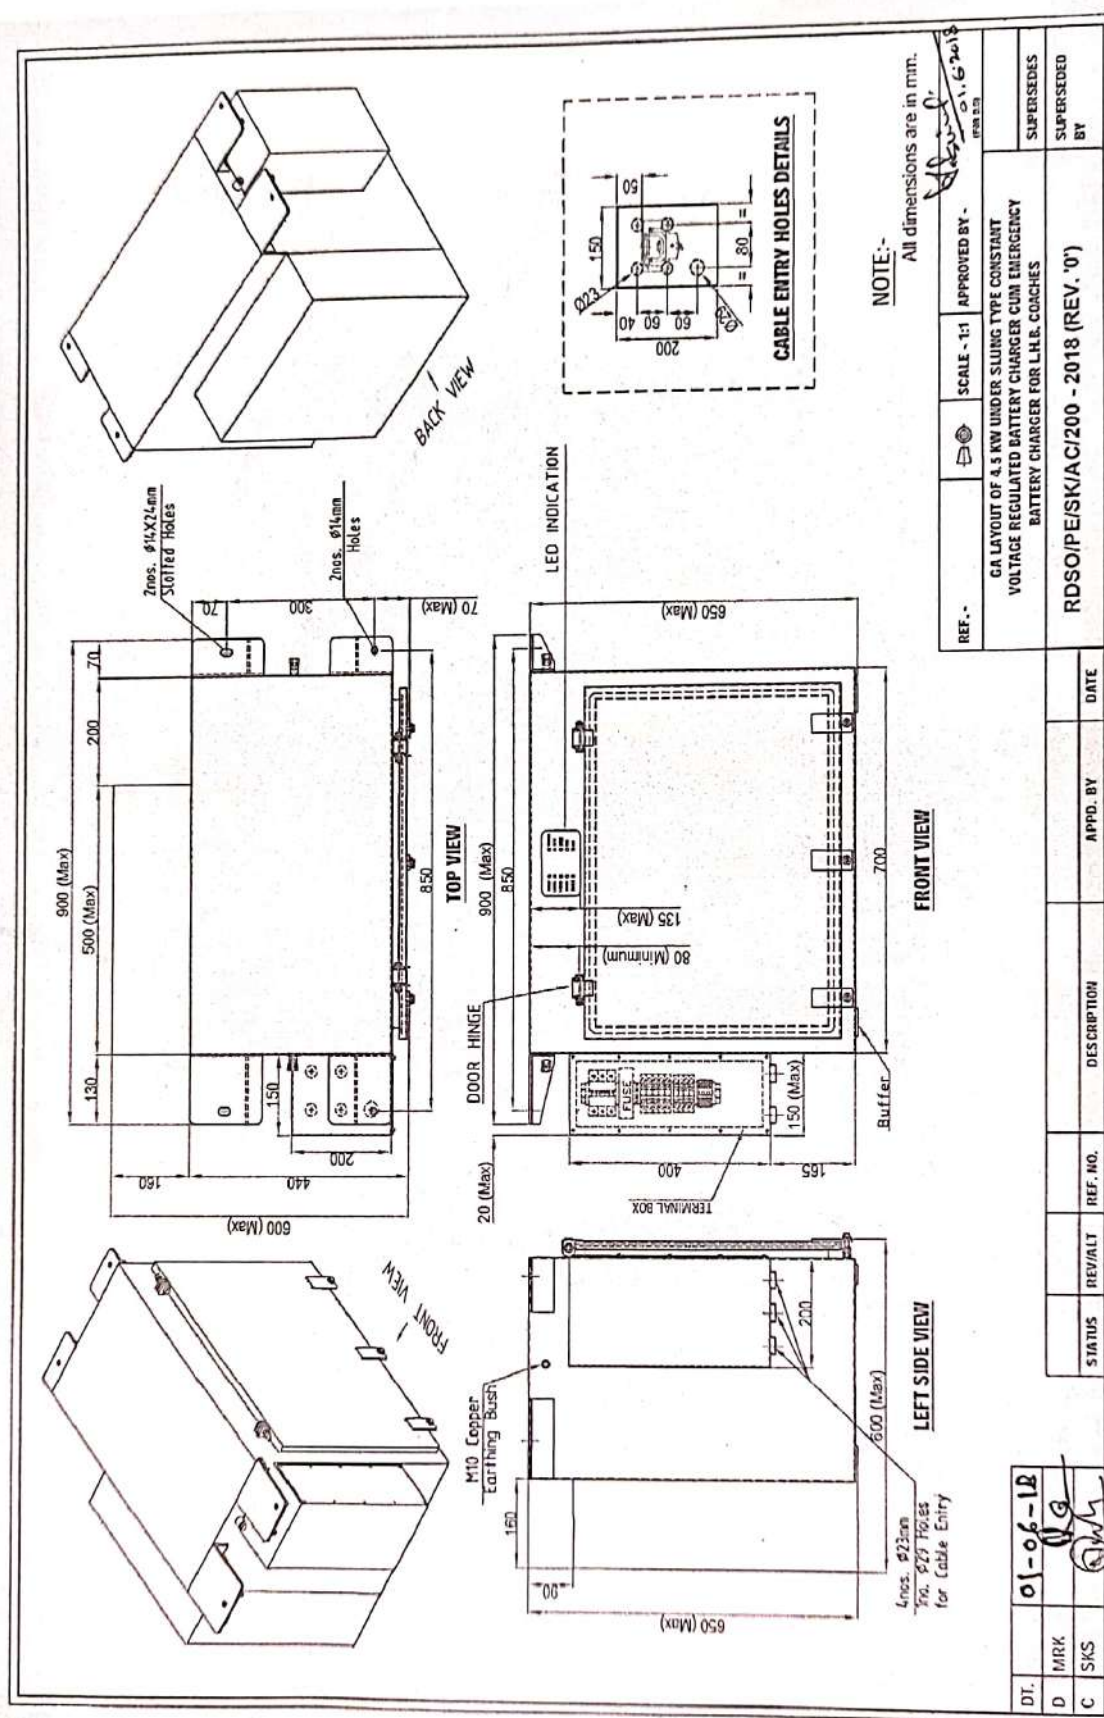 900 (Max)
130
500 (Max)
200
70
2nos. Ø14X24mm
Slotted Holes
70
300
2nos. Ø14mm
Holes
70 (Max)
160
440
600 (Max)
150
200
850
TOP VIEW
FRONT VIEW
BACK VIEW
Ø23
150
50
40
60
60
200
= 80 =
CABLE ENTRY HOLES DETAILS
M10 Copper
Earthing Bush
160
90
650 (Max)
200
600 (Max)
4nos. Ø23mm
1no. Ø29 Holes
for Cable Entry
LEFT SIDE VIEW
20 (Max)
900 (Max)
850
DOOR HINGE
LED INDICATION
80 (Minimum)
135 (Max)
650 (Max)
FUSE
400
165
TERMINAL BOX
150 (Max)
700
Buffer
FRONT VIEW
NOTE:-
All dimensions are in mm.
REF. -
SCALE - 1:1
APPROVED BY -
01.6.2018
GA LAYOUT OF 4.5 KW UNDER SLUNG TYPE CONSTANT
VOLTAGE REGULATED BATTERY CHARGER CUM EMERGENCY
BATTERY CHARGER FOR L.H.B. COACHES
SUPERSEDES
RDSO/PE/SK/AC/200 - 2018 (REV. '0')
SUPERSEDED
BY
STATUS
REV/ALT
REF. NO.
DESCRIPTION
APPD. BY
DATE
DT. 01-06-18
D MRK
C SKS